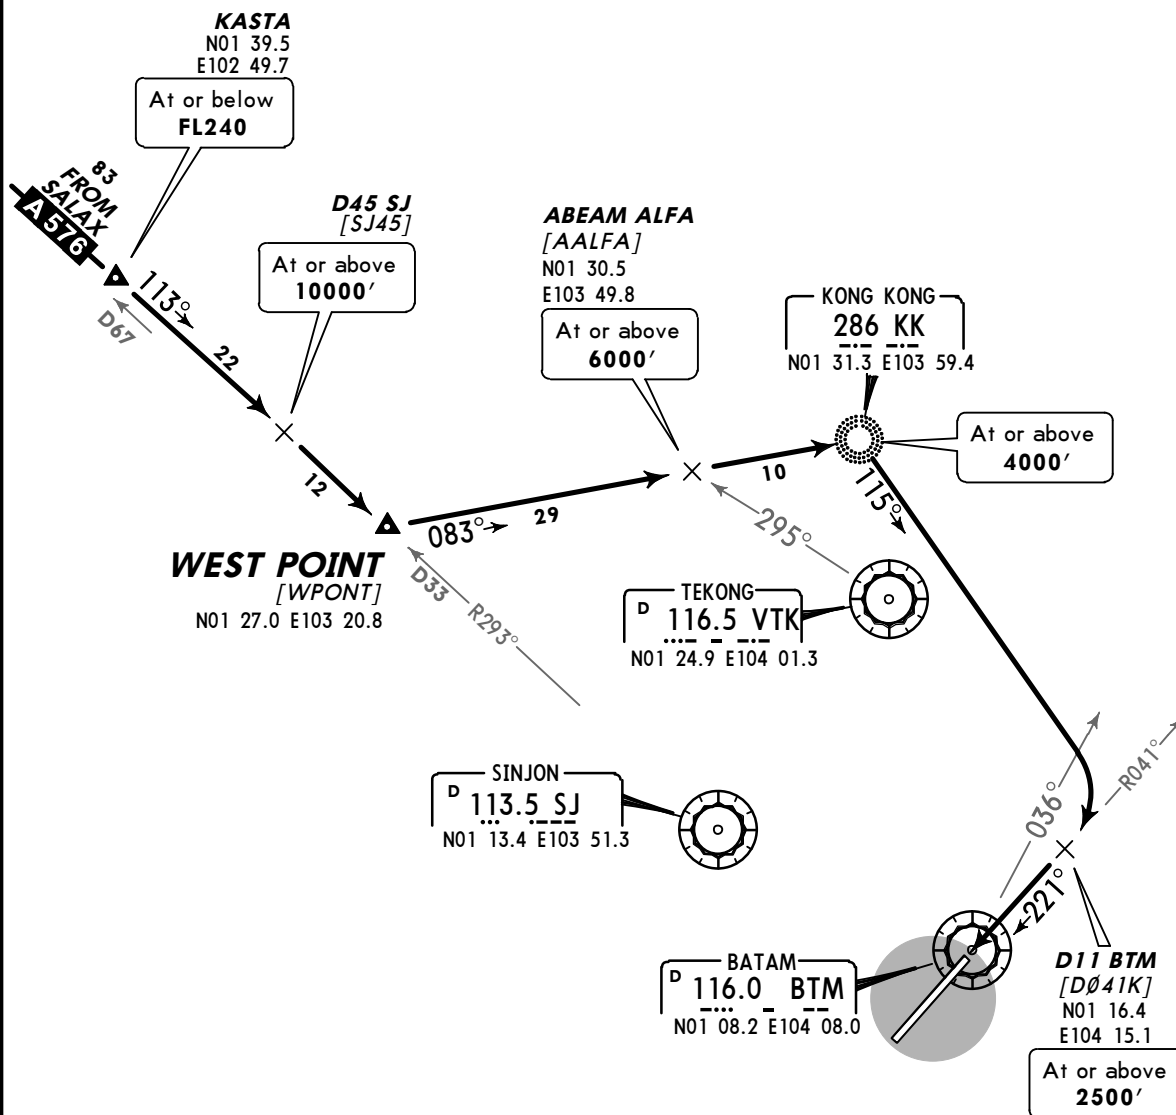 KASTA
N01 39.5
E102 49.7
At or below
FL240
83
FROM
SALAX
A576
D67
113°
22
D45 SJ
[SJ45]
At or above
10000′
12
WEST POINT
[WPONT]
N01 27.0 E103 20.8
083°
29
D33
R293°
ABEAM ALFA
[AALFA]
N01 30.5
E103 49.8
At or above
6000′
10
295°
KONG KONG
286 KK
N01 31.3 E103 59.4
At or above
4000′
115°
TEKONG
D 116.5 VTK
N01 24.9 E104 01.3
SINJON
D 113.5 SJ
N01 13.4 E103 51.3
036°
R041°
221°
BATAM
D 116.0 BTM
N01 08.2 E104 08.0
D11 BTM
[DØ41K]
N01 16.4
E104 15.1
At or above
2500′